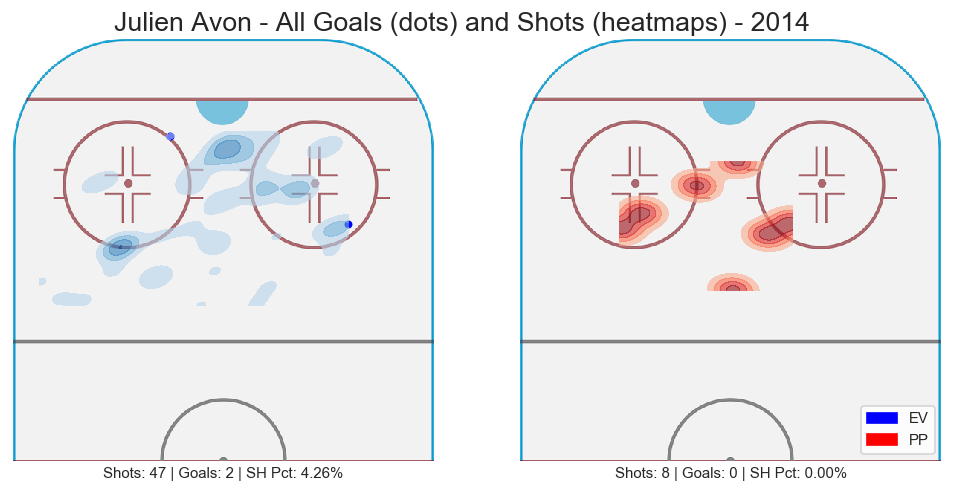 Julien Avon - All Goals (dots) and Shots (heatmaps) - 2014
EV
PP
Shots: 47 | Goals: 2 | SH Pct: 4.26%
Shots: 8 | Goals: 0 | SH Pct: 0.00%